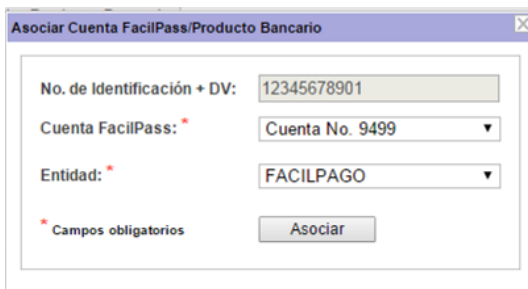 Asociar Cuenta FacilPass/Producto Bancario
No. de Identificación + DV: 12345678901
Cuenta FacilPass: * Cuenta No. 9499
Entidad: * FACILPAGO
* Campos obligatorios Asociar